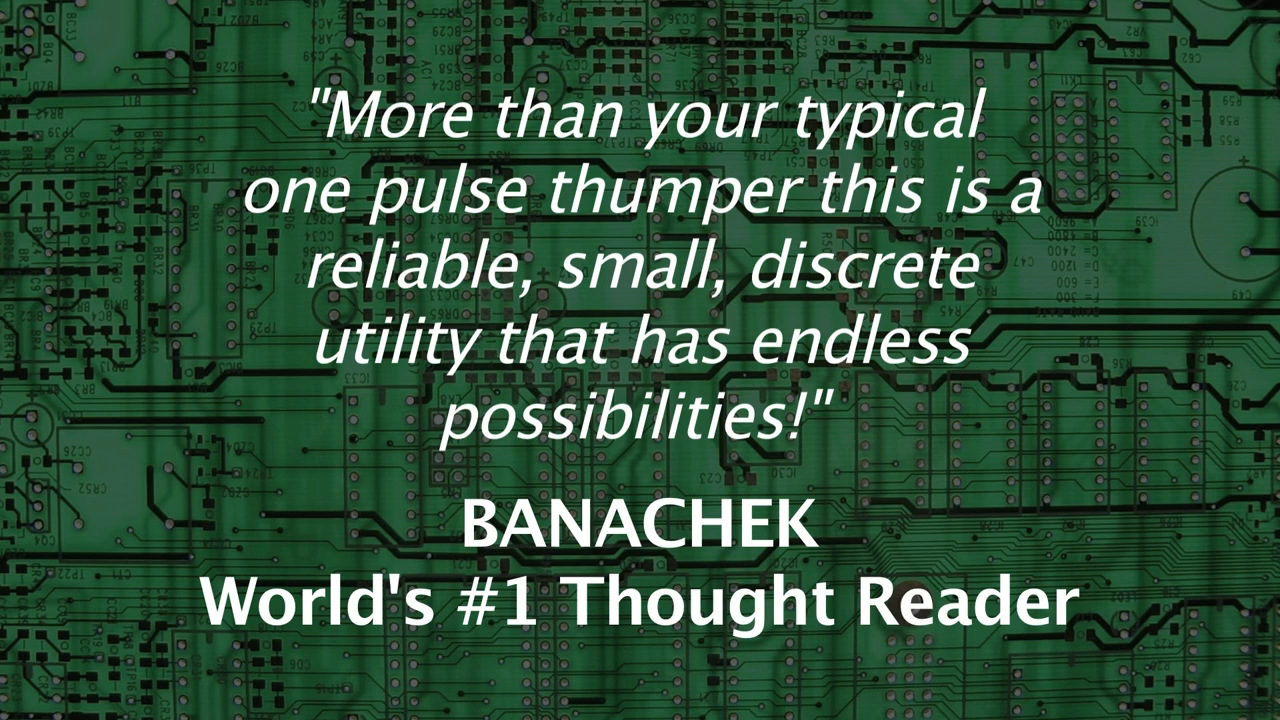 "More than your typical
one pulse thumper this is a
reliable, small, discrete
utility that has endless
possibilities!"
BANACHEK
World's #1 Thought Reader